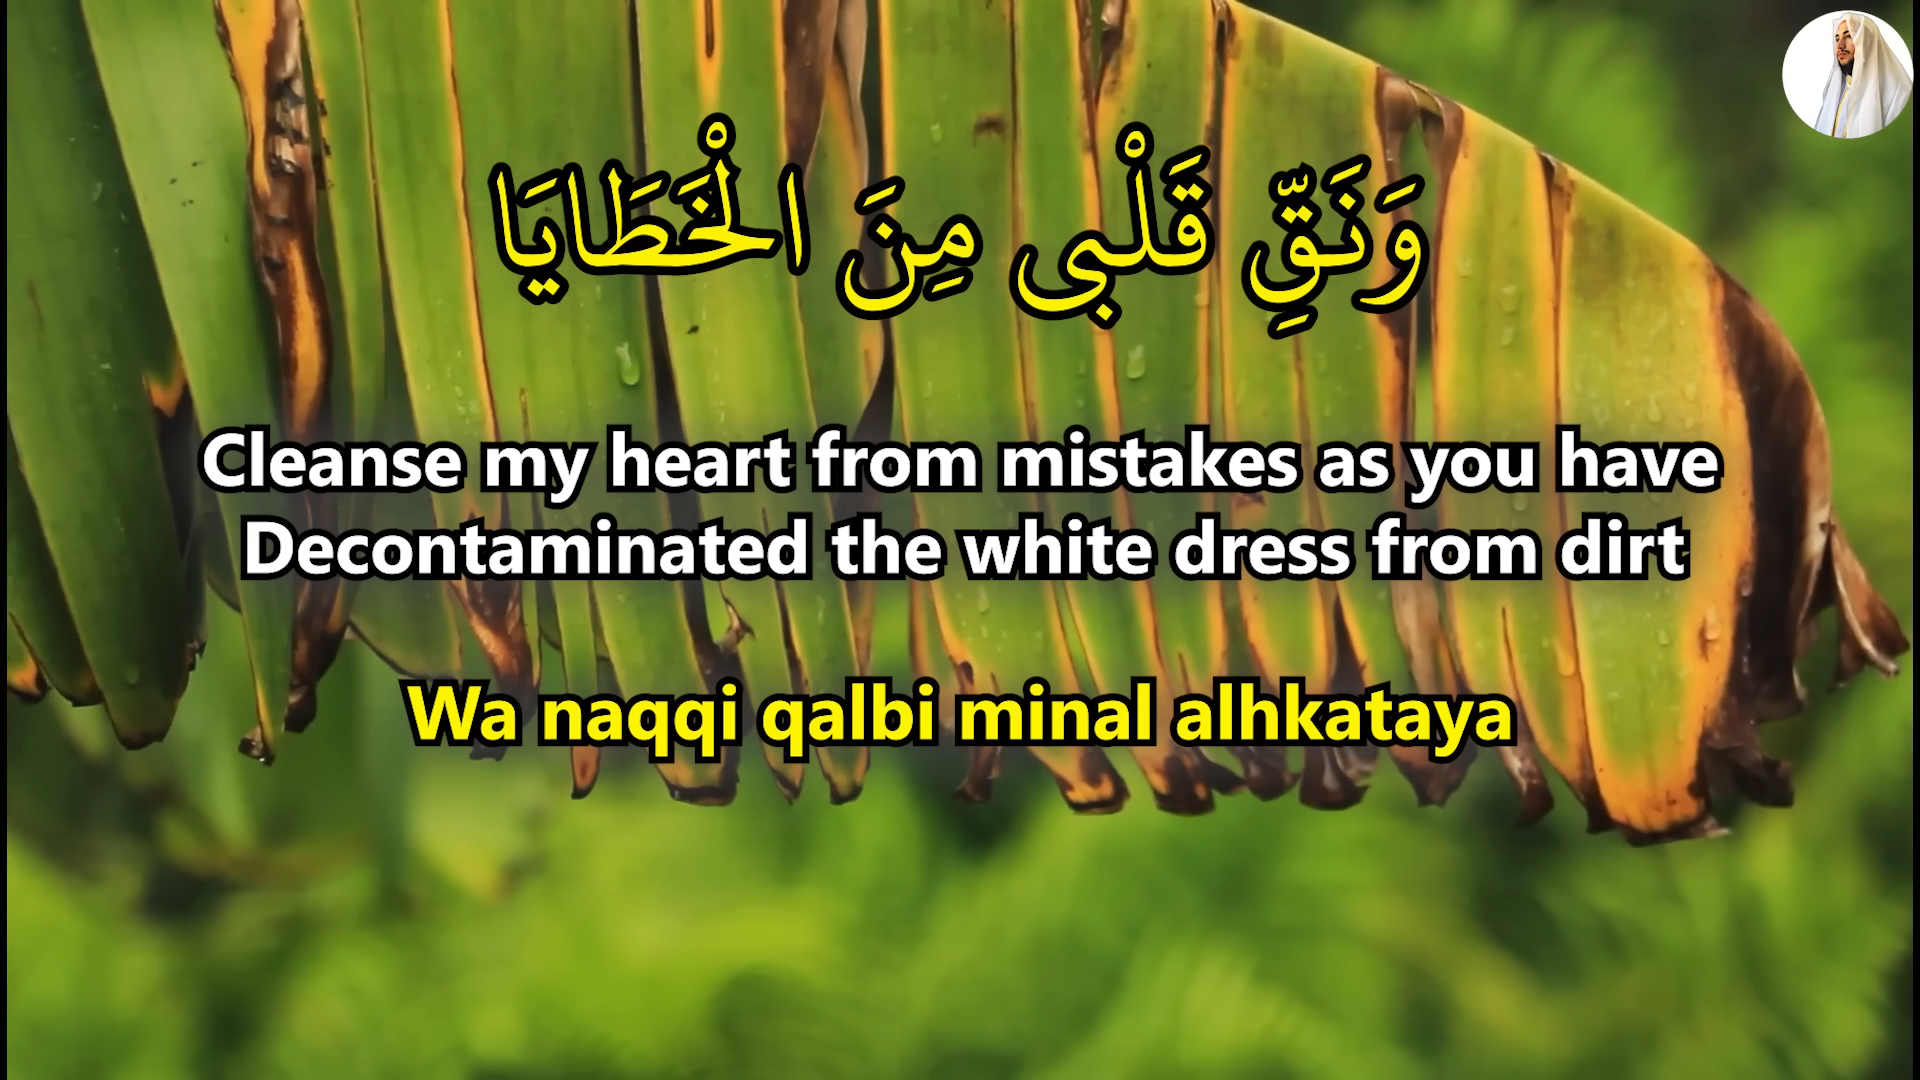 وَنَقِّ قَلْبِى مِنَ الْخَطَايَا
Cleanse my heart from mistakes as you have
Decontaminated the white dress from dirt
Wa naqqi qalbi minal alhkataya